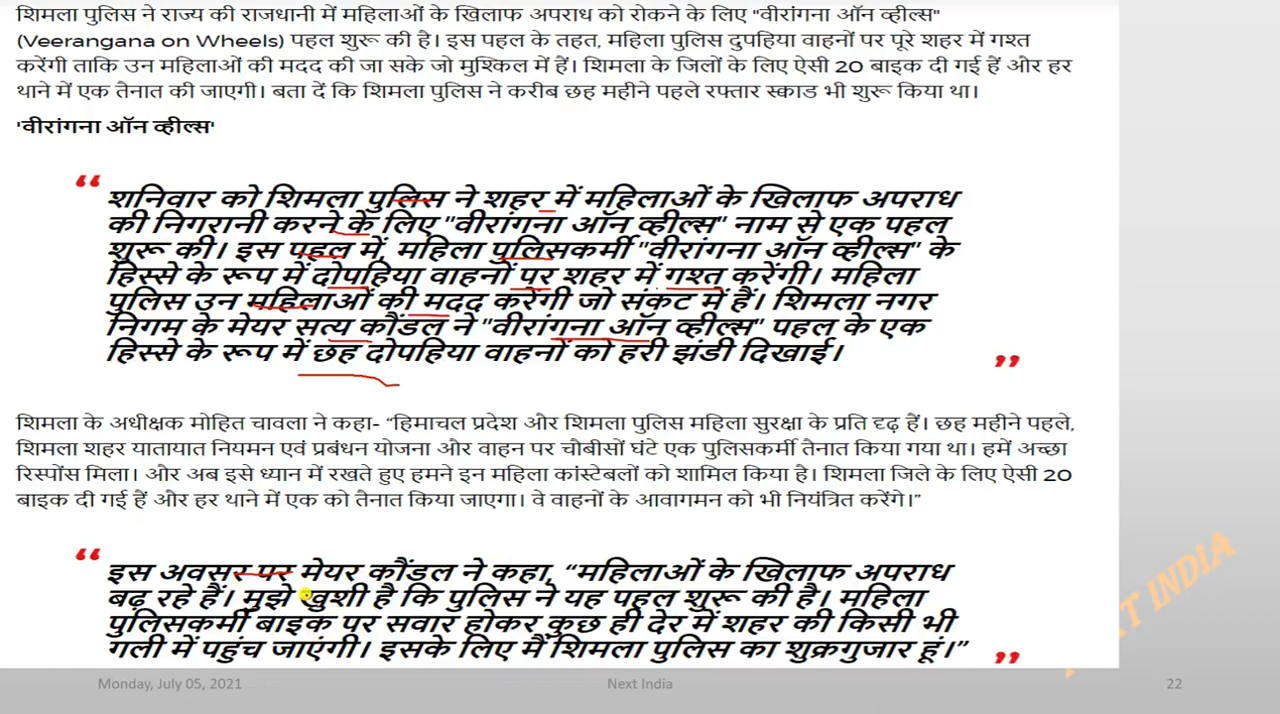 शिमला पुलिस ने राज्य की राजधानी में महिलाओं के खिलाफ अपराध को रोकने के लिए "वीरांगना ऑन व्हील्स"
(Veerangana on Wheels) पहल शुरू की है। इस पहल के तहत, महिला पुलिस दुपहिया वाहनों पर पूरे शहर में गश्त
करेंगी ताकि उन महिलाओं की मदद की जा सके जो मुश्किल में हैं। शिमला के जिलों के लिए ऐसी 20 बाइक दी गई हैं और हर
थाने में एक तैनात की जाएगी। बता दें कि शिमला पुलिस ने करीब छह महीने पहले रफ्तार स्काड भी शुरू किया था।
'वीरांगना ऑन व्हील्स'
“
शनिवार को शिमला पुलिस ने शहर में महिलाओं के खिलाफ अपराध
की निगरानी करने के लिए "वीरांगना ऑन व्हील्स" नाम से एक पहल
शुरू की। इस पहल में, महिला पुलिसकर्मी "वीरांगना ऑन व्हील्स" के
हिस्से के रूप में दोपहिया वाहनों पर शहर में गश्त करेंगी। महिला
पुलिस उन महिलाओं की मदद करेंगी जो संकट में हैं। शिमला नगर
निगम के मेयर सत्य कौंडल ने "वीरांगना ऑन व्हील्स" पहल के एक
हिस्से के रूप में छह दोपहिया वाहनों को हरी झंडी दिखाई।
”
शिमला के अधीक्षक मोहित चावला ने कहा- “हिमाचल प्रदेश और शिमला पुलिस महिला सुरक्षा के प्रति दृढ़ हैं। छह महीने पहले,
शिमला शहर यातायात नियमन एवं प्रबंधन योजना और वाहन पर चौबीसों घंटे एक पुलिसकर्मी तैनात किया गया था। हमें अच्छा
रिस्पोंस मिला। और अब इसे ध्यान में रखते हुए हमने इन महिला कांस्टेबलों को शामिल किया है। शिमला जिले के लिए ऐसी 20
बाइक दी गई हैं और हर थाने में एक को तैनात किया जाएगा। वे वाहनों के आवागमन को भी नियंत्रित करेंगे।”
“
इस अवसर पर मेयर कौंडल ने कहा, “महिलाओं के खिलाफ अपराध
बढ़ रहे हैं। मुझे खुशी है कि पुलिस ने यह पहल शुरू की है। महिला
पुलिसकर्मी बाइक पर सवार होकर कुछ ही देर में शहर की किसी भी
गली में पहुंच जाएंगी। इसके लिए मैं शिमला पुलिस का शुक्रगुजार हूं।”
”
Monday, July 05, 2021
Next India
22
INDIA